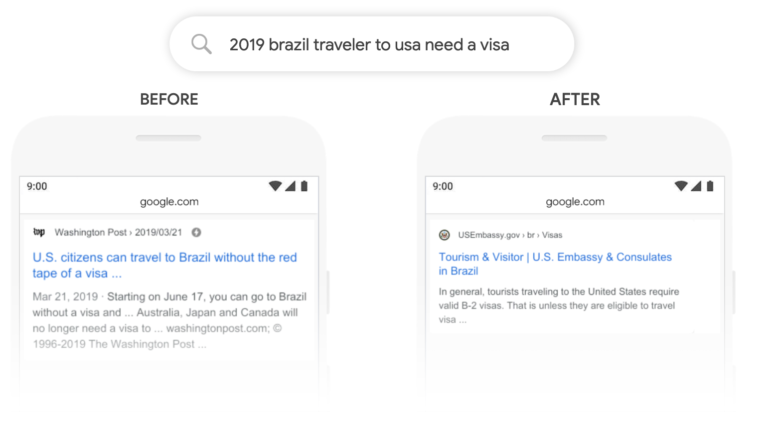 2019 brazil traveler to usa need a visa
BEFORE
9:00
google.com
Washington Post › 2019/03/21
U.S. citizens can travel to Brazil without the red
tape of a visa ...
Mar 21, 2019 · Starting on June 17, you can go to Brazil
without a visa and ... Australia, Japan and Canada will
no longer need a visa to ... washingtonpost.com; ©
1996-2019 The Washington Post ...
AFTER
9:00
google.com
USEmbassy.gov › br › Visas
Tourism & Visitor | U.S. Embassy & Consulates
in Brazil
In general, tourists traveling to the United States require
valid B-2 visas. That is unless they are eligible to travel
visa ...